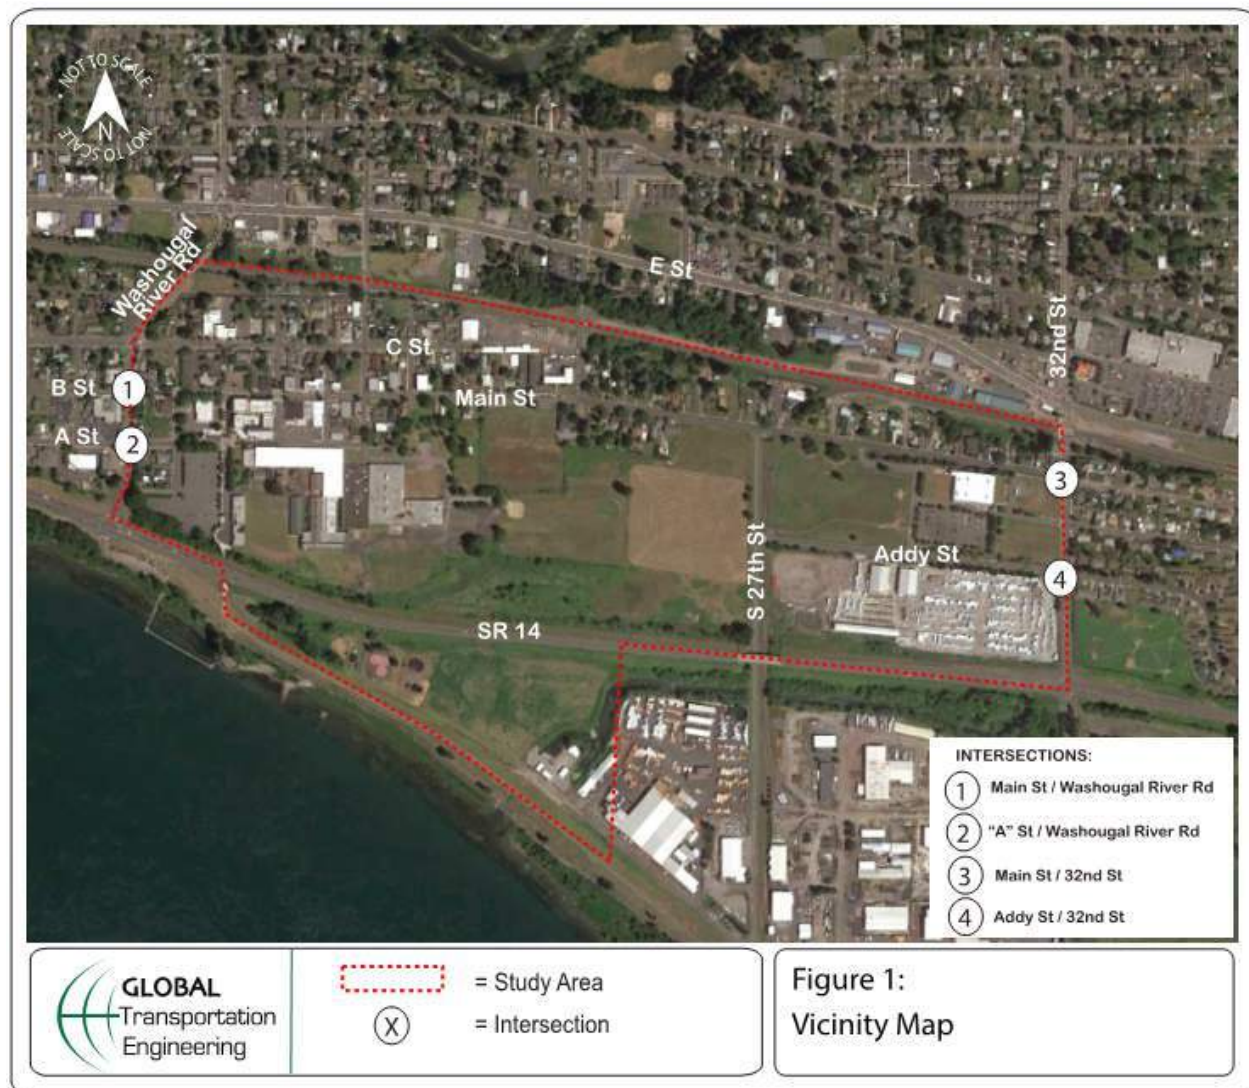 NOT TO SCALE
N
NOT TO SCALE
Washougal
River Rd
E St
32nd St
C St
B St
1
Main St
A St
2
3
S 27th St
Addy St
4
SR 14
INTERSECTIONS:
1 Main St / Washougal River Rd
2 "A" St / Washougal River Rd
3 Main St / 32nd St
4 Addy St / 32nd St
GLOBAL
Transportation
Engineering
= Study Area
X = Intersection
Figure 1:
Vicinity Map